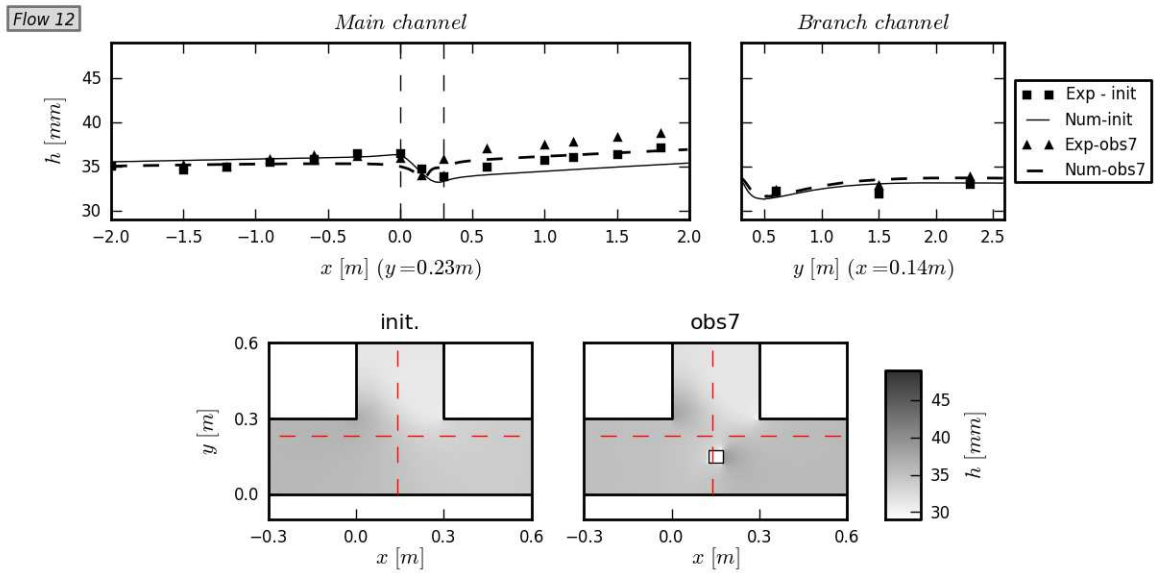 Flow 12
Main channel
Branch channel
45
40
35
30
h [mm]
−2.0 −1.5 −1.0 −0.5 0.0 0.5 1.0 1.5 2.0
x [m] (y=0.23m)
0.5 1.0 1.5 2.0 2.5
y [m] (x=0.14m)
Exp - init
Num-init
Exp-obs7
Num-obs7
init.
obs7
0.6
0.3
0.0
y [m]
−0.3 0.0 0.3 0.6
x [m]
−0.3 0.0 0.3 0.6
x [m]
45
40
35
30
h [mm]